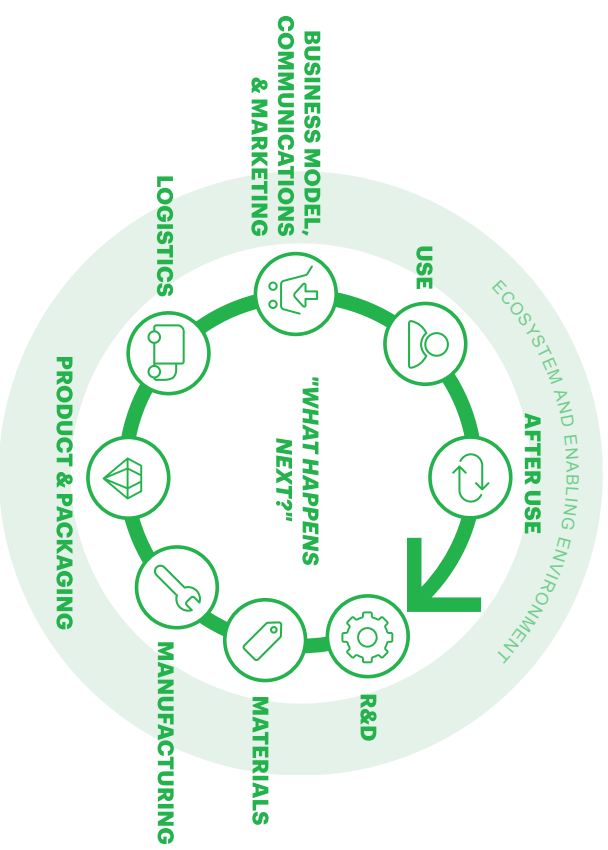 ECOSYSTEM AND ENABLING ENVIRONMENT
AFTER USE
R&D
MATERIALS
MANUFACTURING
PRODUCT & PACKAGING
LOGISTICS
BUSINESS MODEL,
COMMUNICATIONS
& MARKETING
USE
"WHAT HAPPENS
NEXT?"